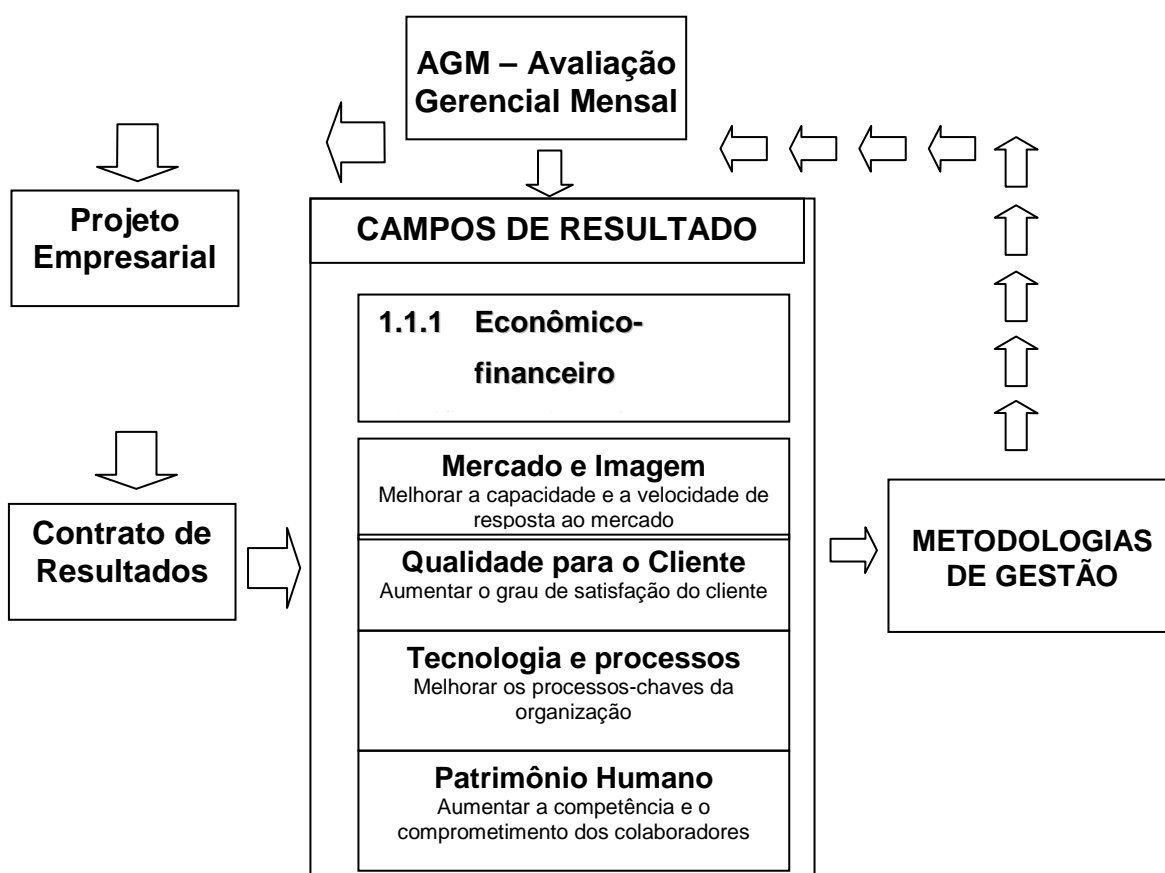 AGM – Avaliação
Gerencial Mensal
Projeto
Empresarial
CAMPOS DE RESULTADO
1.1.1 Econômico-
financeiro
Mercado e Imagem
Melhorar a capacidade e a velocidade de
resposta ao mercado
Qualidade para o Cliente
Aumentar o grau de satisfação do cliente
Tecnologia e processos
Melhorar os processos-chaves da
organização
Patrimônio Humano
Aumentar a competência e o
comprometimento dos colaboradores
Contrato de
Resultados
METODOLOGIAS
DE GESTÃO